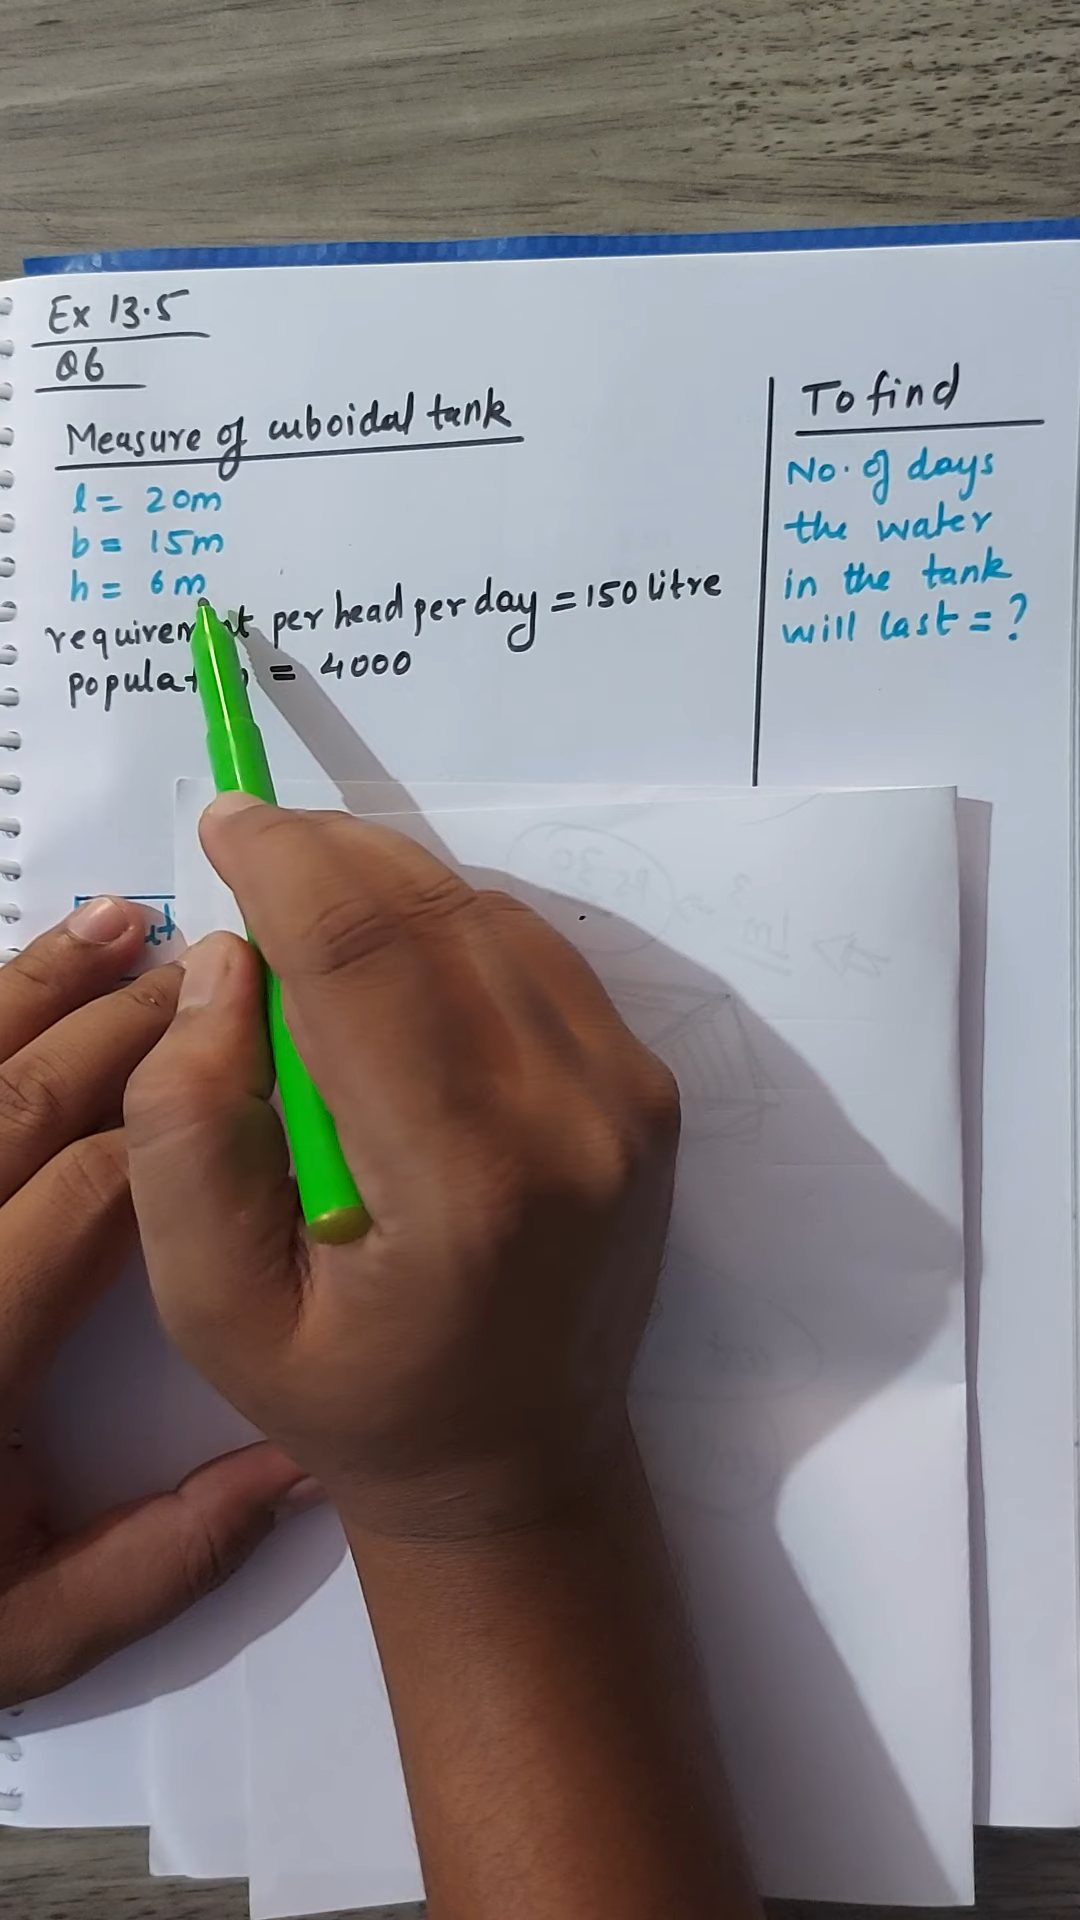 Ex 13.5
Q6
Measure of cuboidal tank
l = 20m
b = 15m
h = 6m
per head per day = 150 litre
= 4000
To find
No. of days
the water
in the tank
will last = ?